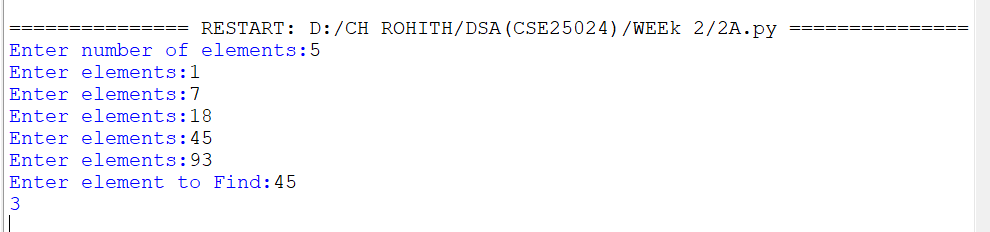 =============== RESTART: D:/CH ROHITH/DSA(CSE25024)/WEEk 2/2A.py ===============
Enter number of elements:5
Enter elements:1
Enter elements:7
Enter elements:18
Enter elements:45
Enter elements:93
Enter element to Find:45
3